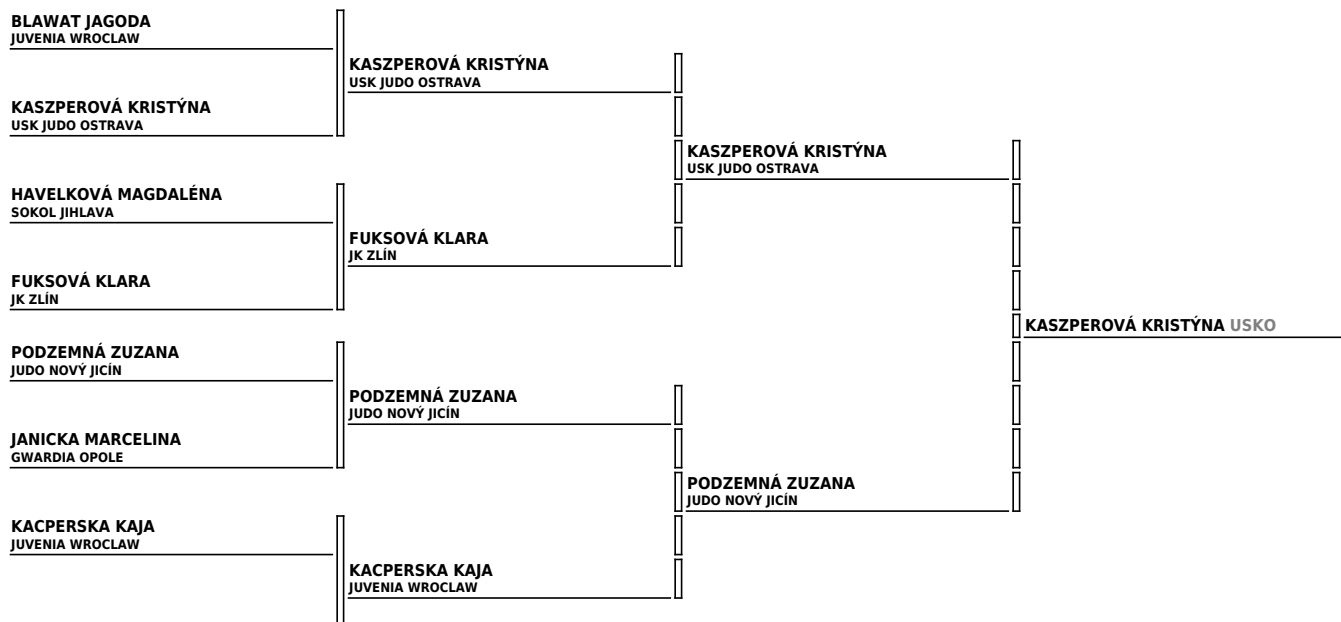 BLAWAT JAGODA
JUVENIA WROCLAW
KASZPEROVÁ KRISTÝNA
USK JUDO OSTRAVA
KASZPEROVÁ KRISTÝNA
USK JUDO OSTRAVA
KASZPEROVÁ KRISTÝNA
USK JUDO OSTRAVA
HAVELKOVÁ MAGDALÉNA
SOKOL JIHLAVA
FUKSOVÁ KLARA
JK ZLÍN
FUKSOVÁ KLARA
JK ZLÍN
KASZPEROVÁ KRISTÝNA USKO
PODZEMNÁ ZUZANA
JUDO NOVÝ JICÍN
PODZEMNÁ ZUZANA
JUDO NOVÝ JICÍN
JANICKA MARCELINA
GWARDIA OPOLE
PODZEMNÁ ZUZANA
JUDO NOVÝ JICÍN
KACPERSKA KAJA
JUVENIA WROCLAW
KACPERSKA KAJA
JUVENIA WROCLAW